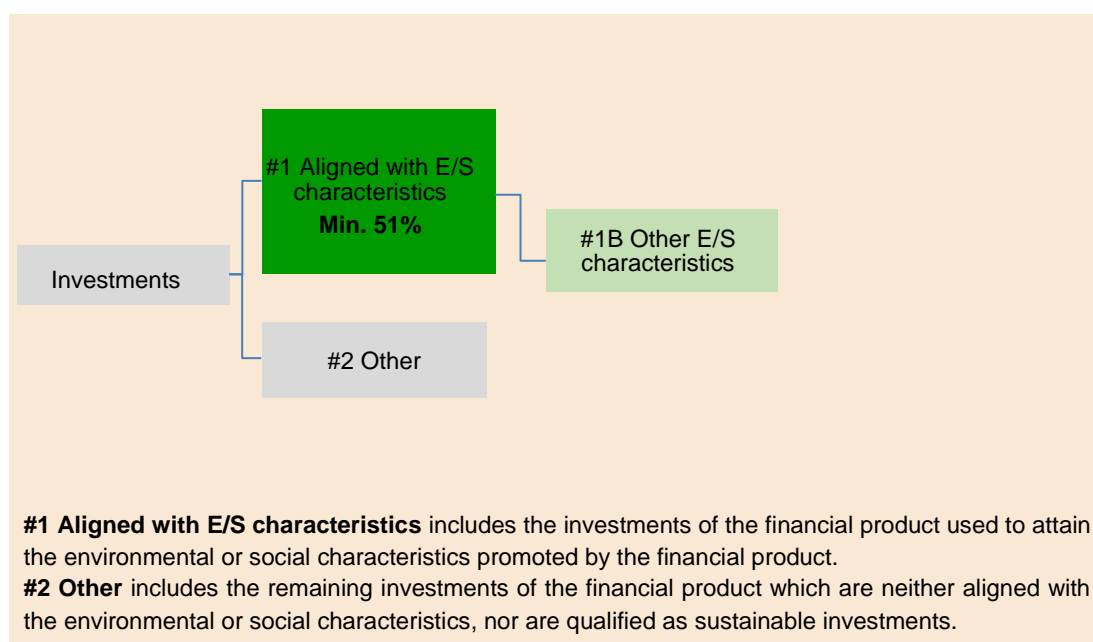 #1 Aligned with E/S
characteristics
Min. 51%
#1B Other E/S
characteristics
Investments
#2 Other
#1 Aligned with E/S characteristics includes the investments of the financial product used to attain
the environmental or social characteristics promoted by the financial product.
#2 Other includes the remaining investments of the financial product which are neither aligned with
the environmental or social characteristics, nor are qualified as sustainable investments.